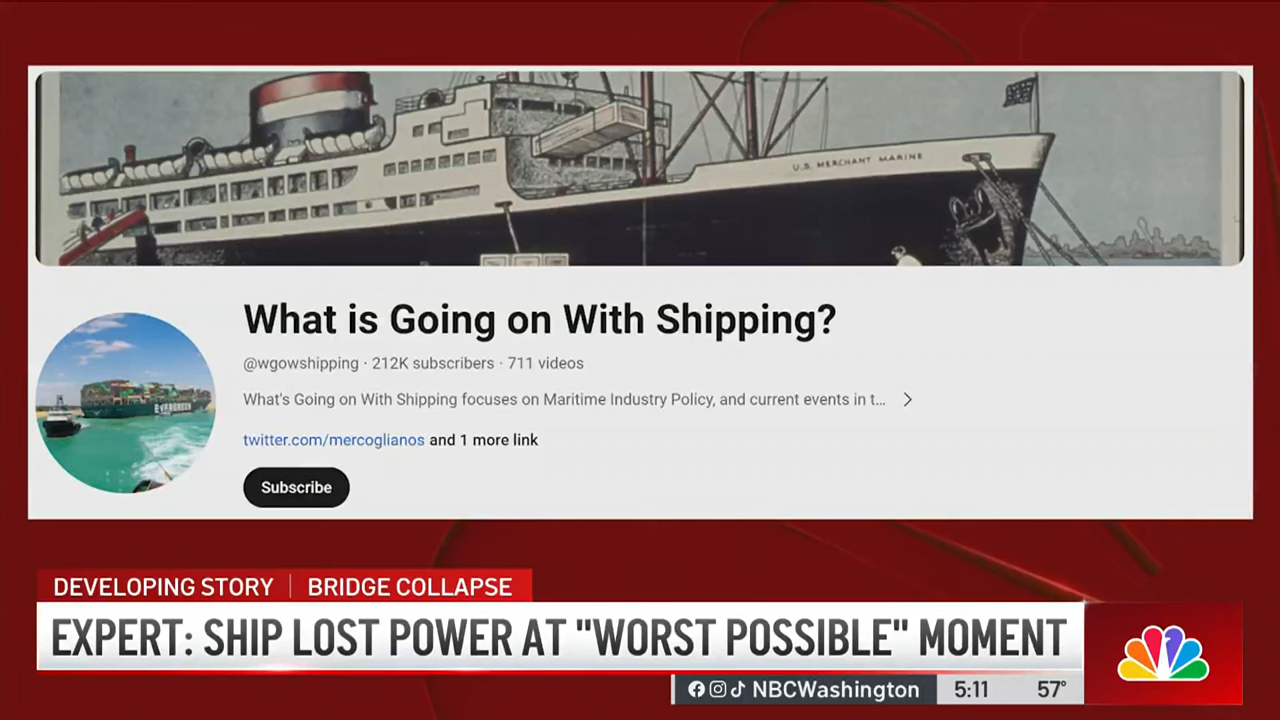 U.S. MERCHANT MARINE
EVERGREEN
What is Going on With Shipping?
@wgowshipping · 212K subscribers · 711 videos
What's Going on With Shipping focuses on Maritime Industry Policy, and current events in t...
twitter.com/mercoglianos and 1 more link
Subscribe
DEVELOPING STORY | BRIDGE COLLAPSE
EXPERT: SHIP LOST POWER AT "WORST POSSIBLE" MOMENT
NBCWashington 5:11 57°